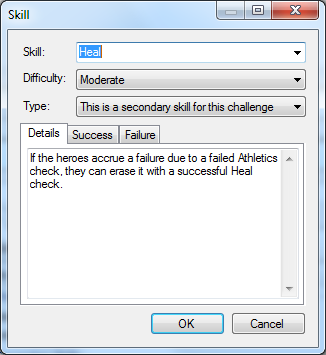 Skill
Skill: Heal
Difficulty: Moderate
Type: This is a secondary skill for this challenge
Details Success Failure
If the heroes accrue a failure due to a failed Athletics
check, they can erase it with a successful Heal
check.
OK Cancel